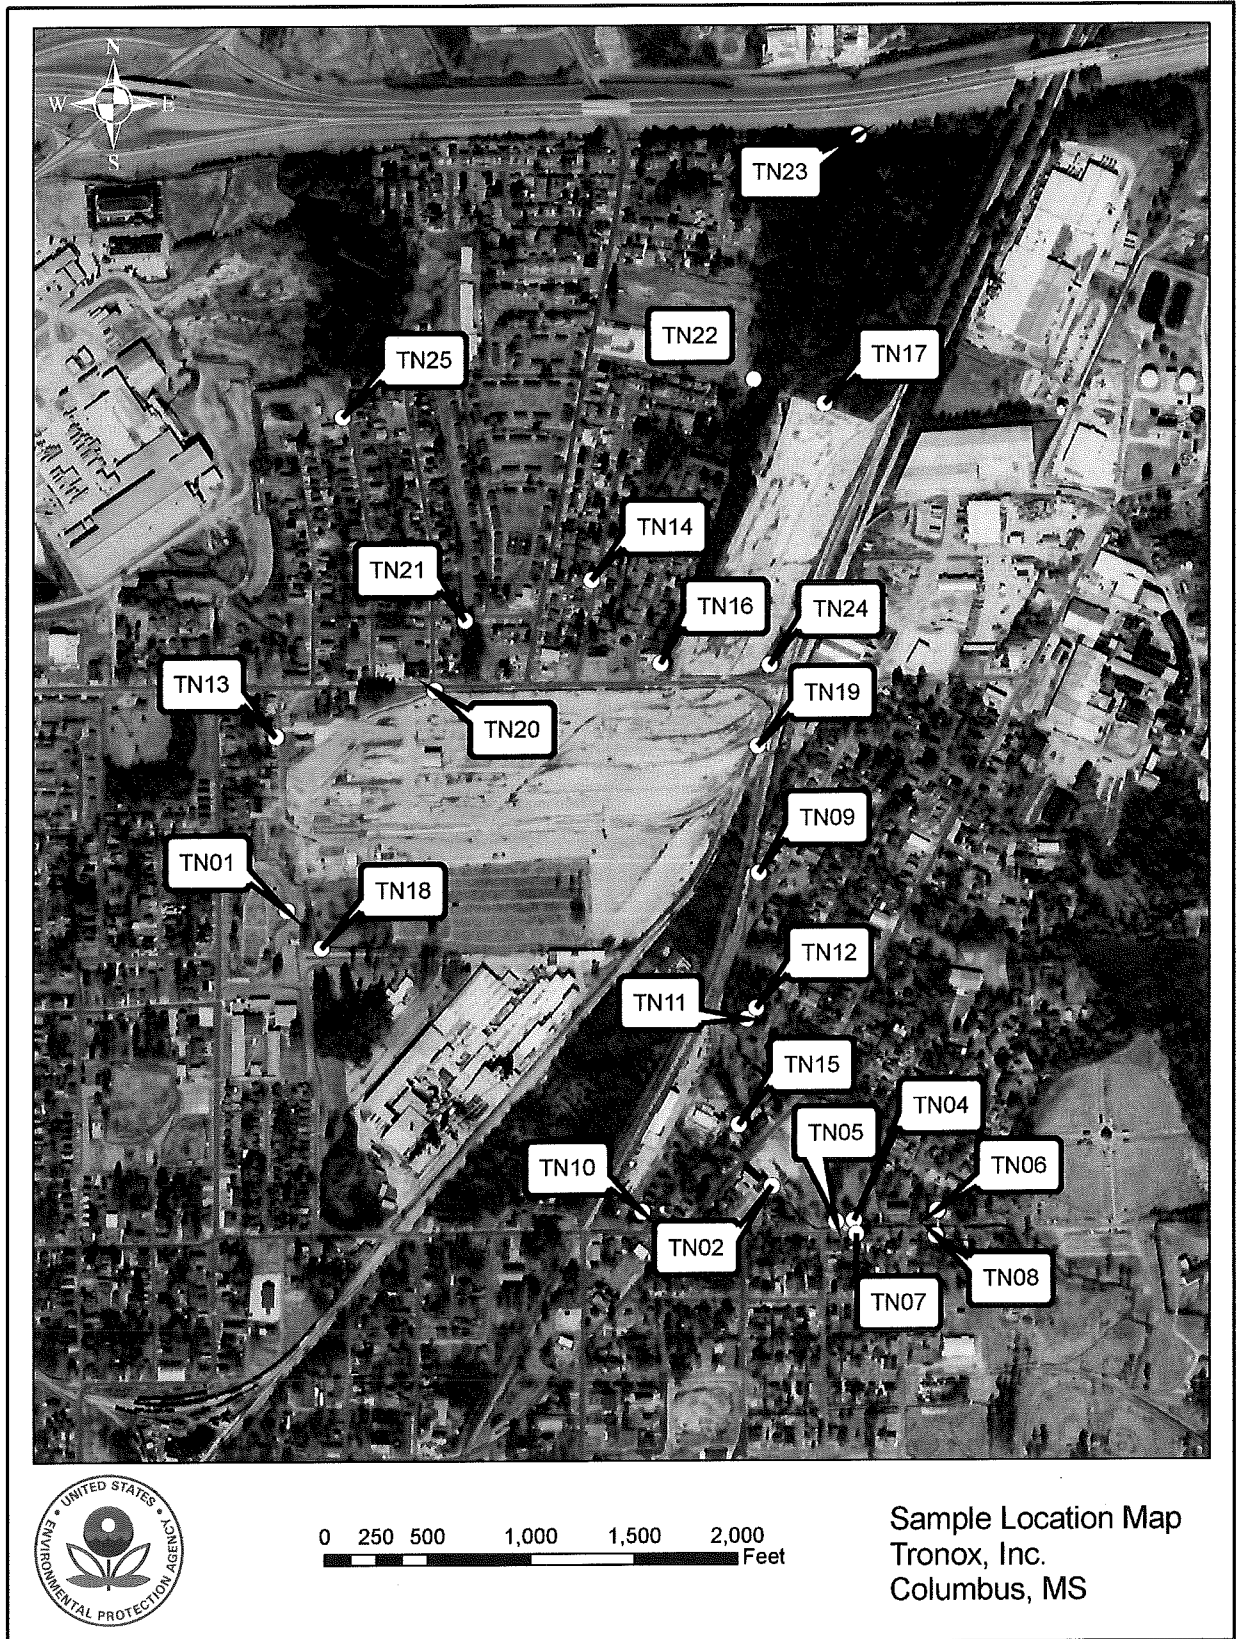 N
W E
S
TN23
TN22
TN17
TN25
TN14
TN21
TN16
TN24
TN13
TN19
TN20
TN09
TN01
TN18
TN12
TN11
TN15
TN04
TN05
TN10
TN06
TN02
TN08
TN07
UNITED STATES
ENVIRONMENTAL PROTECTION AGENCY
0 250 500 1,000 1,500 2,000
Feet
Sample Location Map
Tronox, Inc.
Columbus, MS